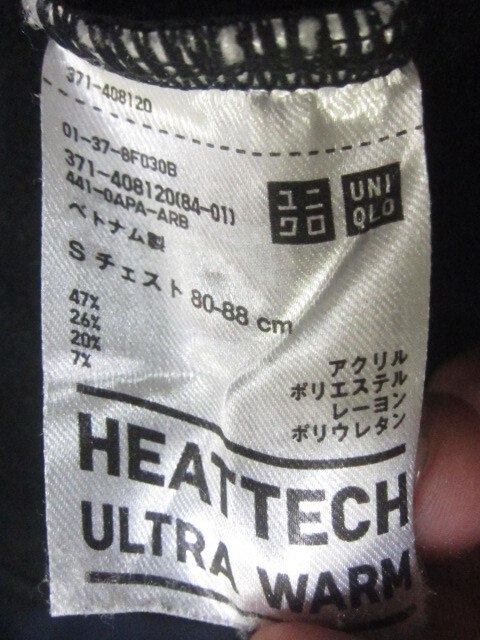 371-408120
01-37-8F030B
371-408120(84-01)
441-0APA-ARB
ベトナム製
S チェスト 80-88 cm
ユニ
クロ
UNI
QLO
47% アクリル
26% ポリエステル
20% レーヨン
7% ポリウレタン
HEATTECH
ULTRA WARM